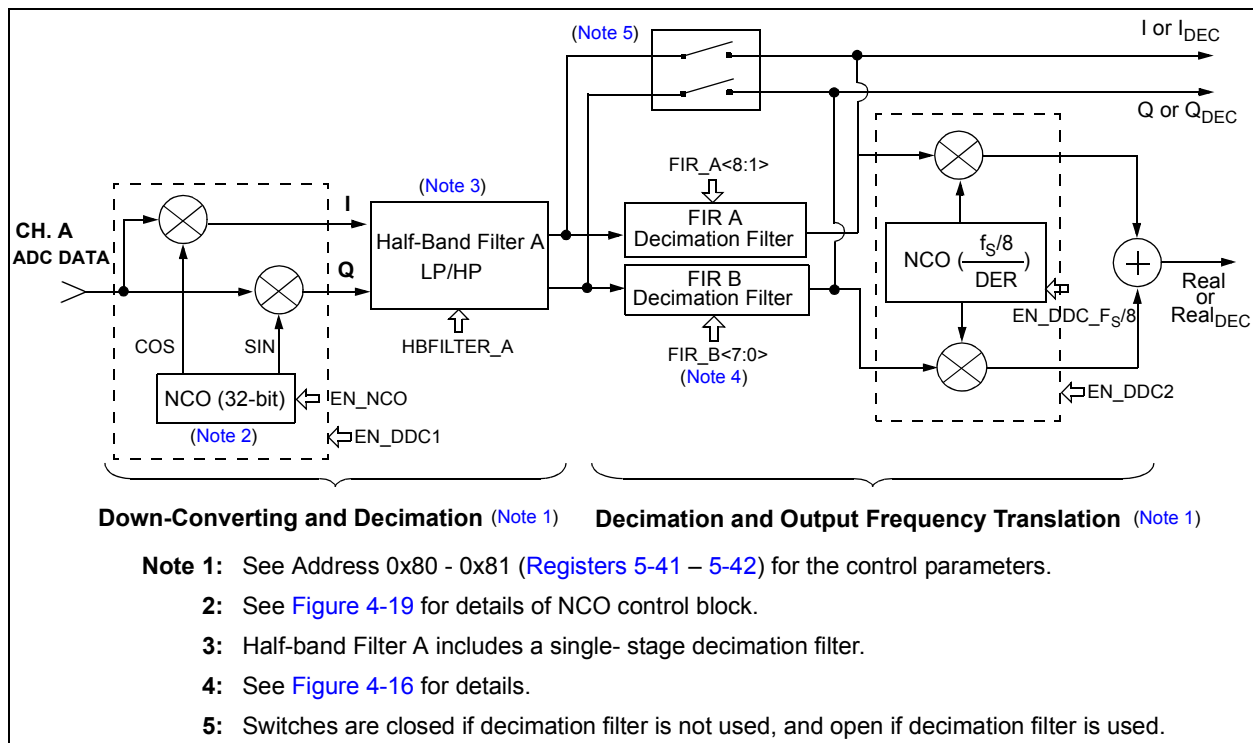 (Note 5)
I or I_DEC
Q or Q_DEC
FIR_A<8:1>
(Note 3)
I
FIR A
Decimation Filter
CH. A
ADC DATA
Half-Band Filter A
LP/HP
NCO (f_S/8 / DER)
Q
FIR B
Decimation Filter
Real
or
Real_DEC
EN_DDC_F_S/8
COS
SIN
HBFILTER_A
FIR_B<7:0>
(Note 4)
NCO (32-bit)
EN_NCO
EN_DDC2
(Note 2)
EN_DDC1
Down-Converting and Decimation (Note 1)
Decimation and Output Frequency Translation (Note 1)
Note 1: See Address 0x80 - 0x81 (Registers 5-41 – 5-42) for the control parameters.
2: See Figure 4-19 for details of NCO control block.
3: Half-band Filter A includes a single- stage decimation filter.
4: See Figure 4-16 for details.
5: Switches are closed if decimation filter is not used, and open if decimation filter is used.